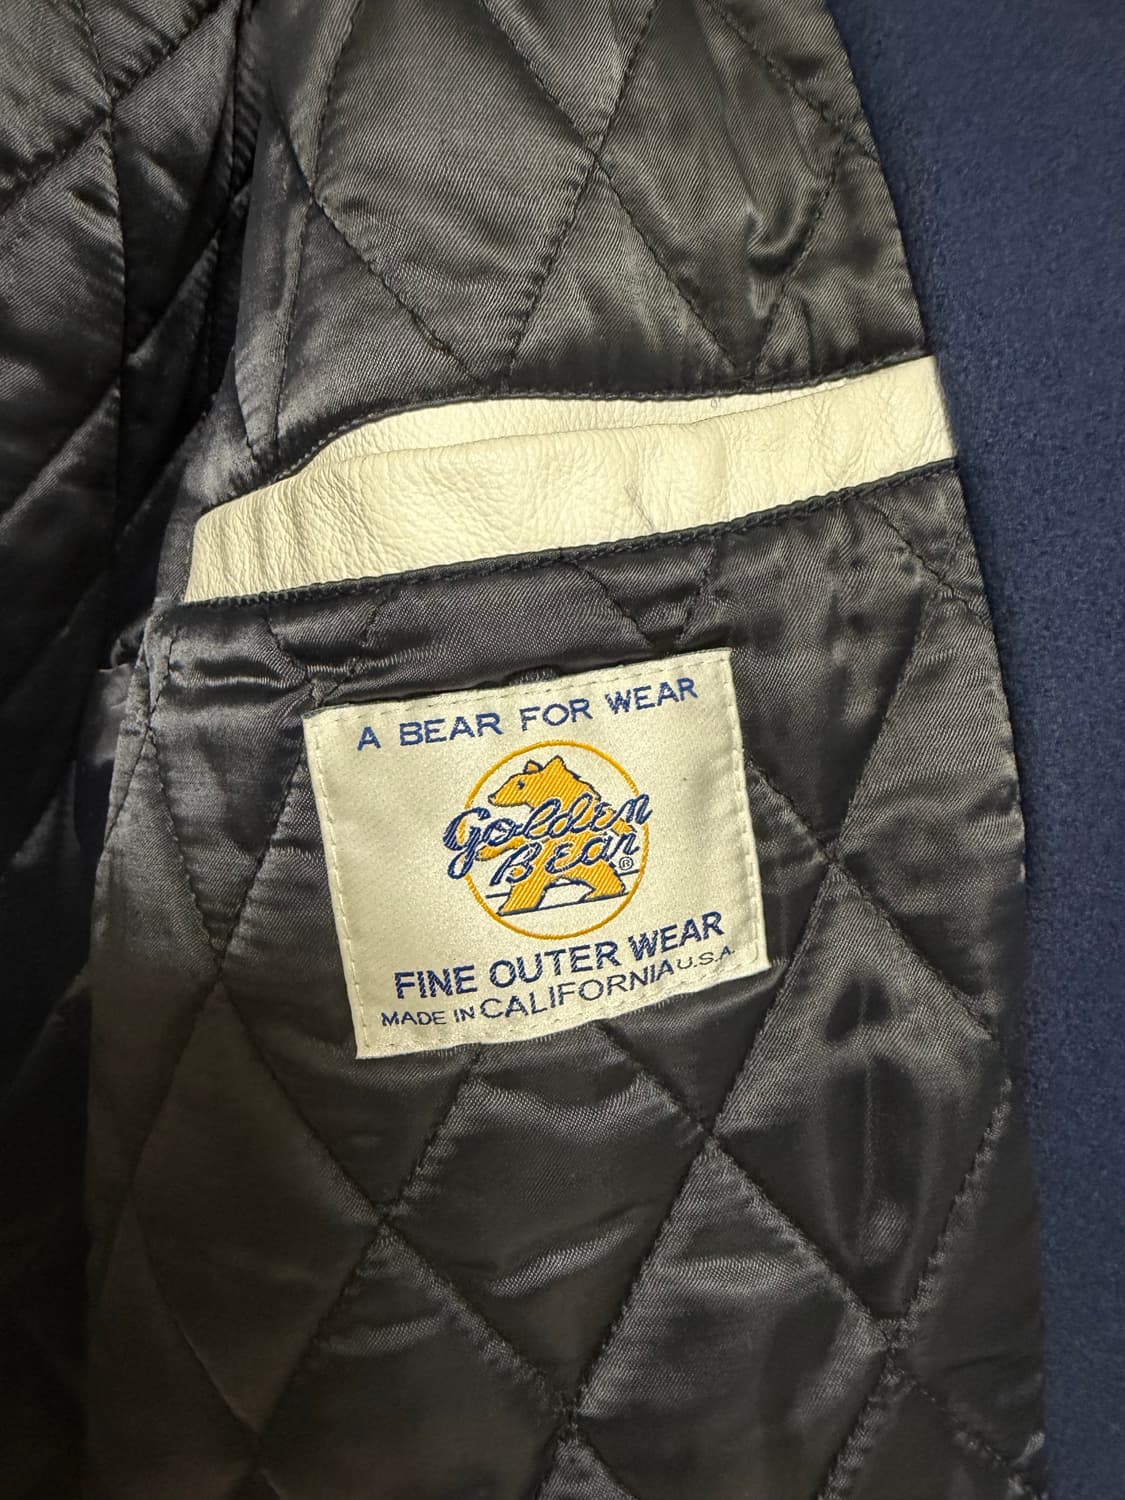 A BEAR FOR WEAR
Golden
BEar®
FINE OUTER WEAR
MADE IN CALIFORNIA U.S.A.